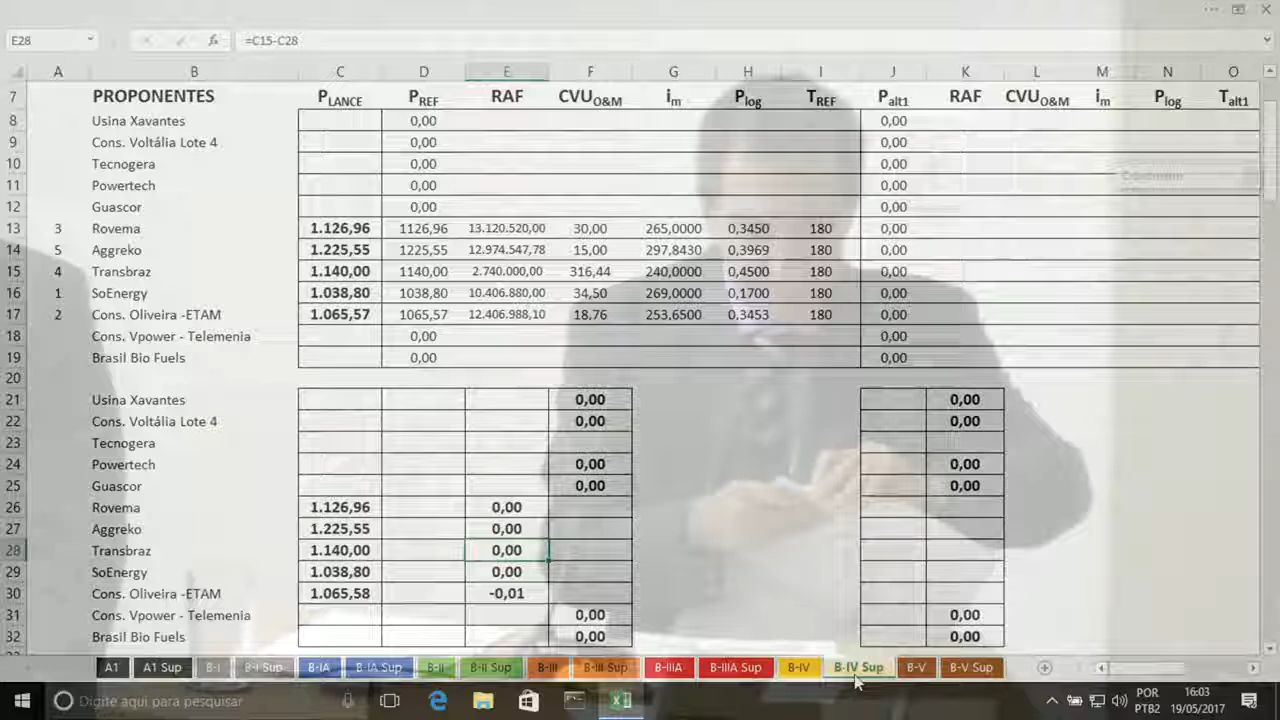 E28 =C15-C28
A B C D E F G H I J K L M N O
7 PROPONENTES PLANCE PREF RAF CVUO&M im Plog TREF Palt1 RAF CVUO&M im Plog Talt1
8 Usina Xavantes 0,00 0,00
9 Cons. Voltália Lote 4 0,00 0,00
10 Tecnogera 0,00 0,00
11 Powertech 0,00 0,00
12 Guascor 0,00 0,00
13 3 Rovema 1.126,96 1126,96 13.120.520,00 30,00 265,0000 0,3450 180 0,00
14 5 Aggreko 1.225,55 1225,55 12.974.547,78 15,00 297,8430 0,3969 180 0,00
15 4 Transbraz 1.140,00 1140,00 2.740.000,00 316,44 240,0000 0,4500 180 0,00
16 1 SoEnergy 1.038,80 1038,80 10.406.880,00 34,50 269,0000 0,1700 180 0,00
17 2 Cons. Oliveira -ETAM 1.065,57 1065,57 12.406.988,10 18,76 253,6500 0,3453 180 0,00
18 Cons. Vpower - Telemenia 0,00 0,00
19 Brasil Bio Fuels 0,00 0,00
20
21 Usina Xavantes 0,00 0,00
22 Cons. Voltália Lote 4 0,00 0,00
23 Tecnogera
24 Powertech 0,00 0,00
25 Guascor 0,00 0,00
26 Rovema 1.126,96 0,00
27 Aggreko 1.225,55 0,00
28 Transbraz 1.140,00 0,00
29 SoEnergy 1.038,80 0,00
30 Cons. Oliveira -ETAM 1.065,58 -0,01
31 Cons. Vpower - Telemenia 0,00 0,00
32 Brasil Bio Fuels 0,00 0,00
A1 A1 Sup B-I B-I Sup B-IA B-IA Sup B-II B-II Sup B-III B-III Sup B-IIIA B-IIIA Sup B-IV B-IV Sup B-V B-V Sup
Digite aqui para pesquisar
POR 16:03
PTB2 19/05/2017